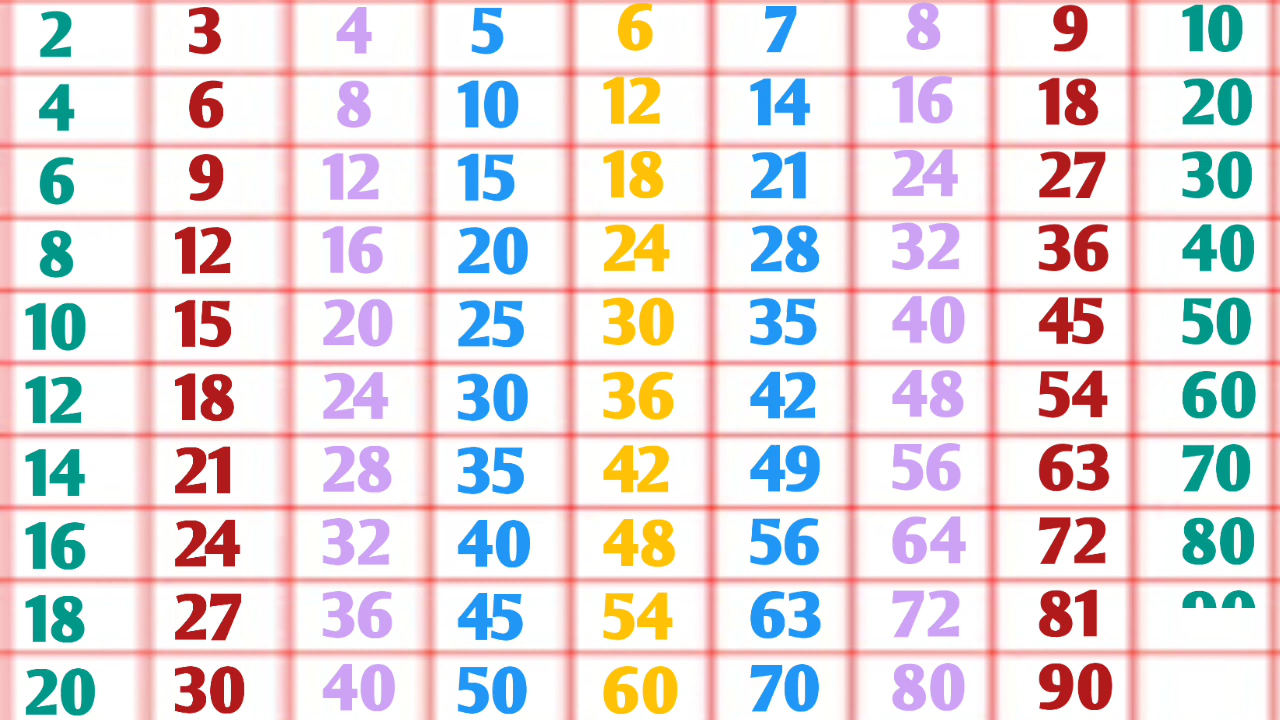 2 3 4 5 6 7 8 9 10
4 6 8 10 12 14 16 18 20
6 9 12 15 18 21 24 27 30
8 12 16 20 24 28 32 36 40
10 15 20 25 30 35 40 45 50
12 18 24 30 36 42 48 54 60
14 21 28 35 42 49 56 63 70
16 24 32 40 48 56 64 72 80
18 27 36 45 54 63 72 81
20 30 40 50 60 70 80 90